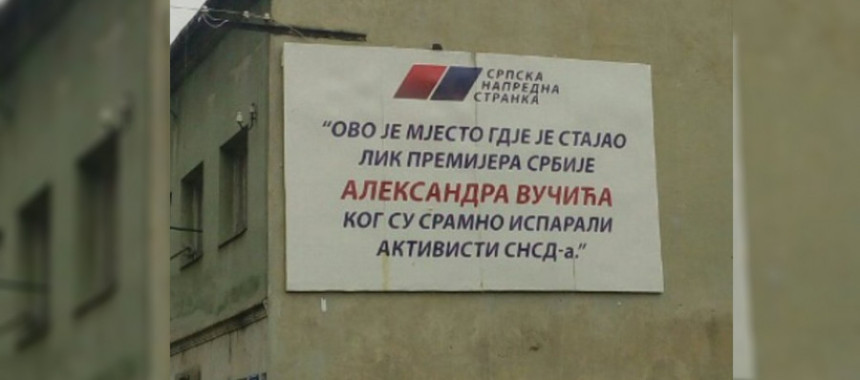 СРПСКА
НАПРЕДНА
СТРАНКА
“ОВО ЈЕ МЈЕСТО ГДЈЕ ЈЕ СТАЈАО
ЛИК ПРЕМИЈЕРА СРБИЈЕ
АЛЕКСАНДРА ВУЧИЋА
КОГ СУ СРАМНО ИСПАРАЛИ
АКТИВИСТИ СНСД-а.”